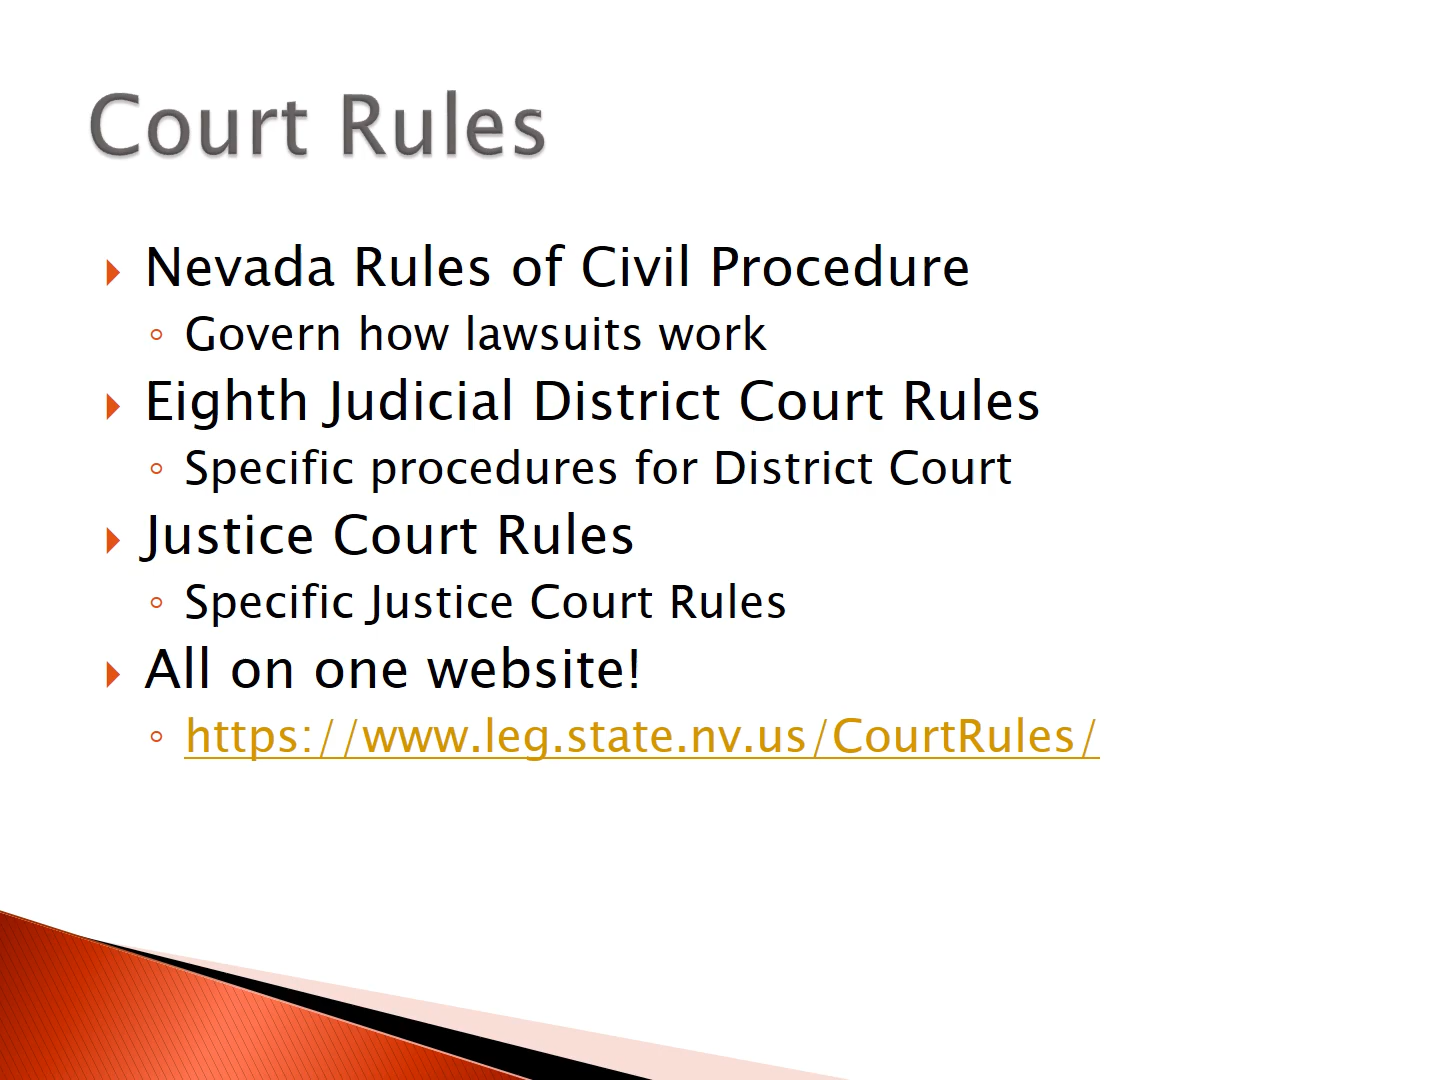 Court Rules
Nevada Rules of Civil Procedure
Govern how lawsuits work
Eighth Judicial District Court Rules
Specific procedures for District Court
Justice Court Rules
Specific Justice Court Rules
All on one website!
https://www.leg.state.nv.us/CourtRules/